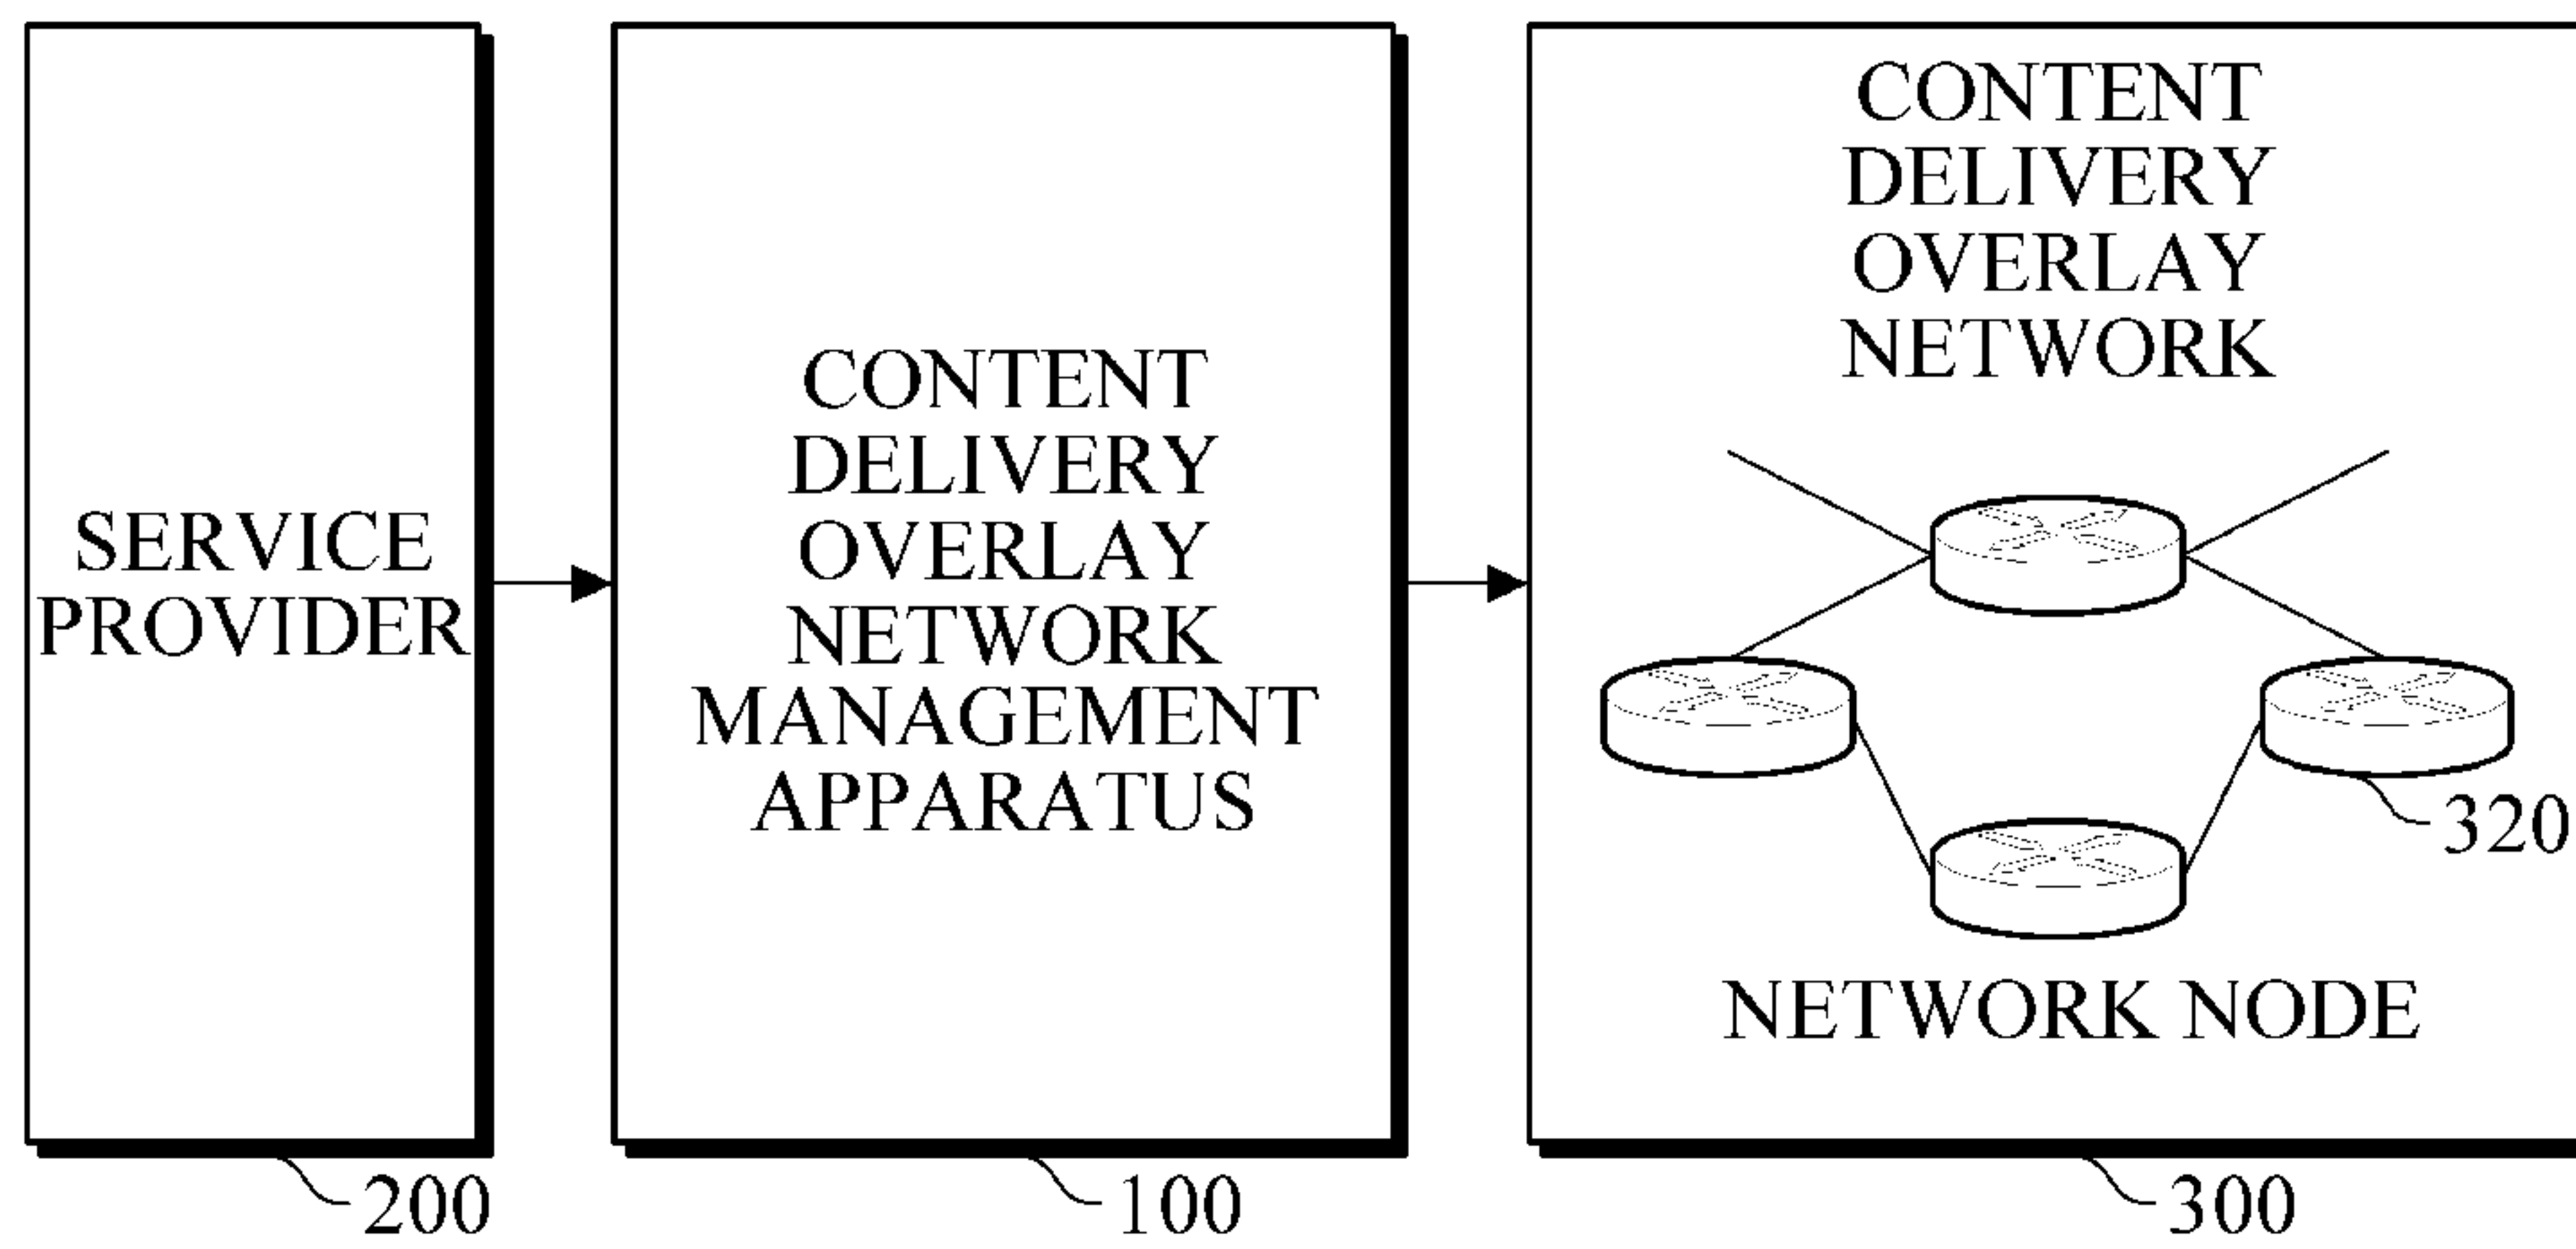 SERVICE
PROVIDER
200
CONTENT
DELIVERY
OVERLAY
NETWORK
MANAGEMENT
APPARATUS
100
CONTENT
DELIVERY
OVERLAY
NETWORK
320
NETWORK NODE
300